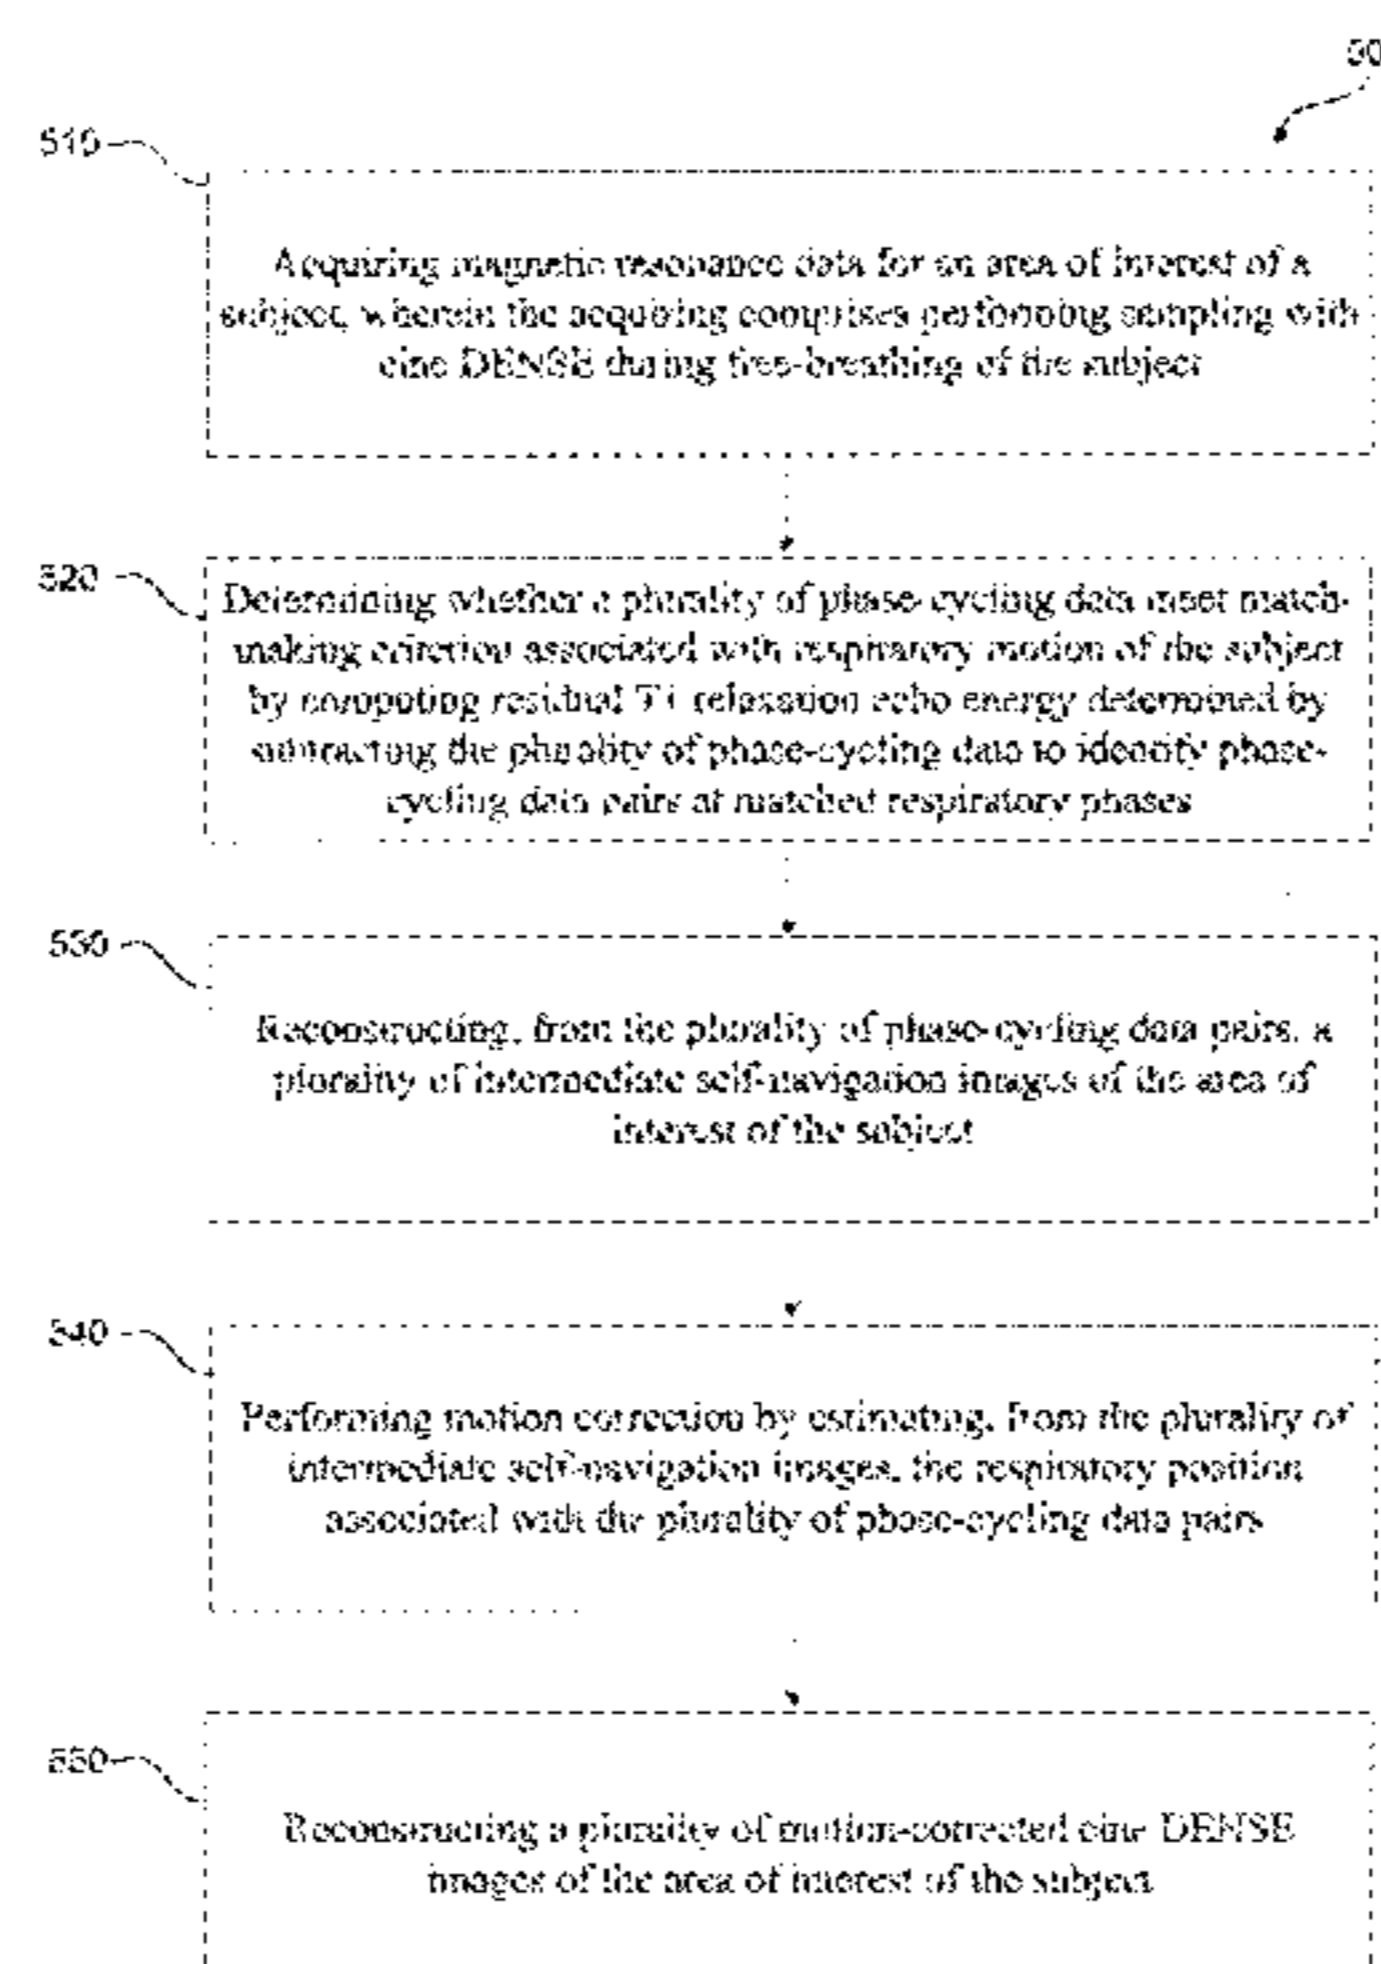 510
Acquiring magnetic resonance data for an area of interest of a
subject, wherein the acquiring comprises performing sampling with
cine DENSE during free-breathing of the subject
520
Determining whether a plurality of phase-cycling data meet match-
making criterion associated with respiratory motion of the subject
by computing residual T1 relaxation echo energy determined by
subtracting the plurality of phase-cycling data to identify phase-
cycling data pairs at matched respiratory phases
530
Reconstructing, from the plurality of phase-cycling data pairs, a
plurality of intermediate self-navigation images of the area of
interest of the subject
540
Performing motion correction by estimating, from the plurality of
intermediate self-navigation images, the respiratory position
associated with the plurality of phase-cycling data pairs
550
Reconstructing a plurality of motion-corrected cine DENSE
images of the area of interest of the subject